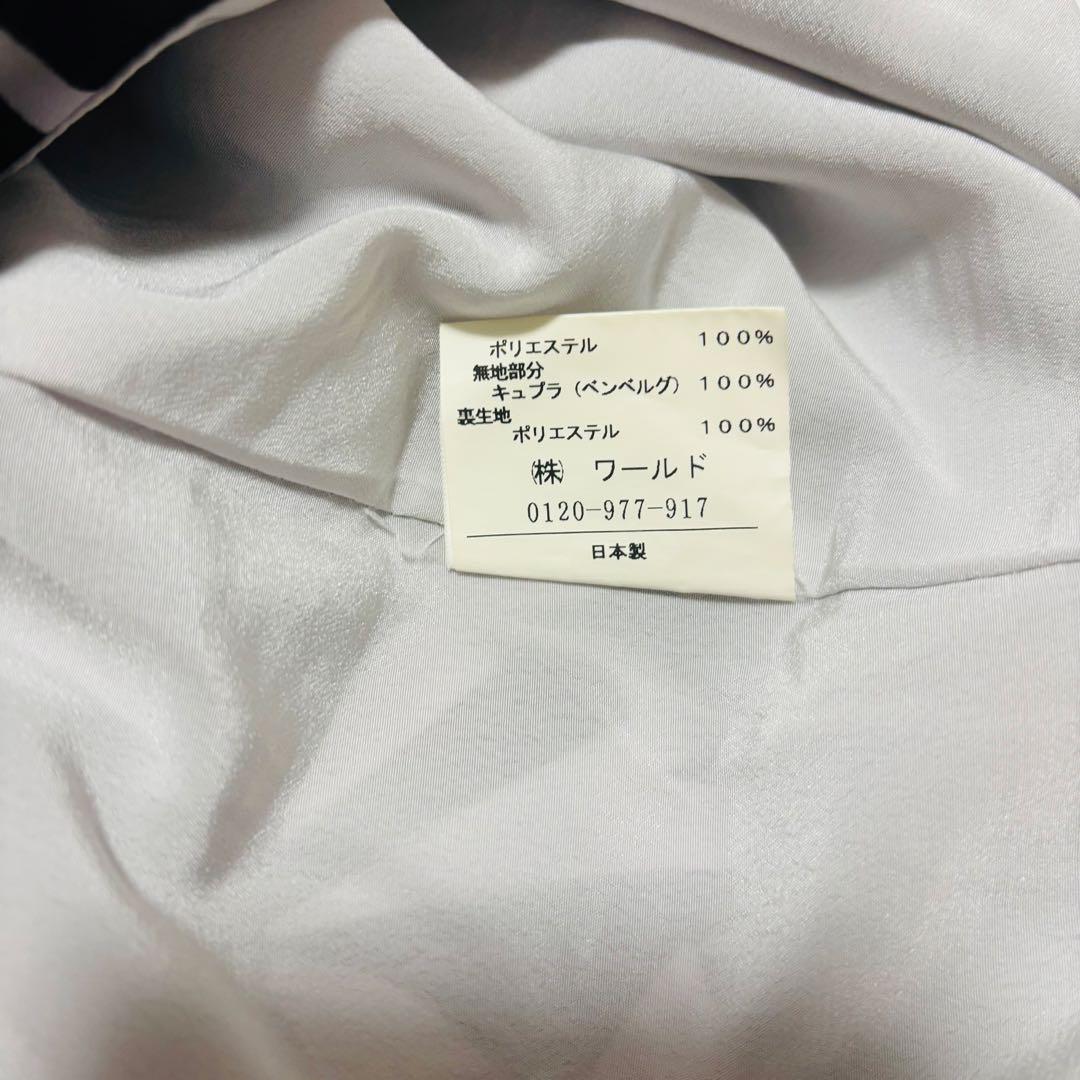 ポリエステル 100%
無地部分
キュプラ(ベンベルグ) 100%
裏生地
ポリエステル 100%
㈱ ワールド
0120-977-917
日本製